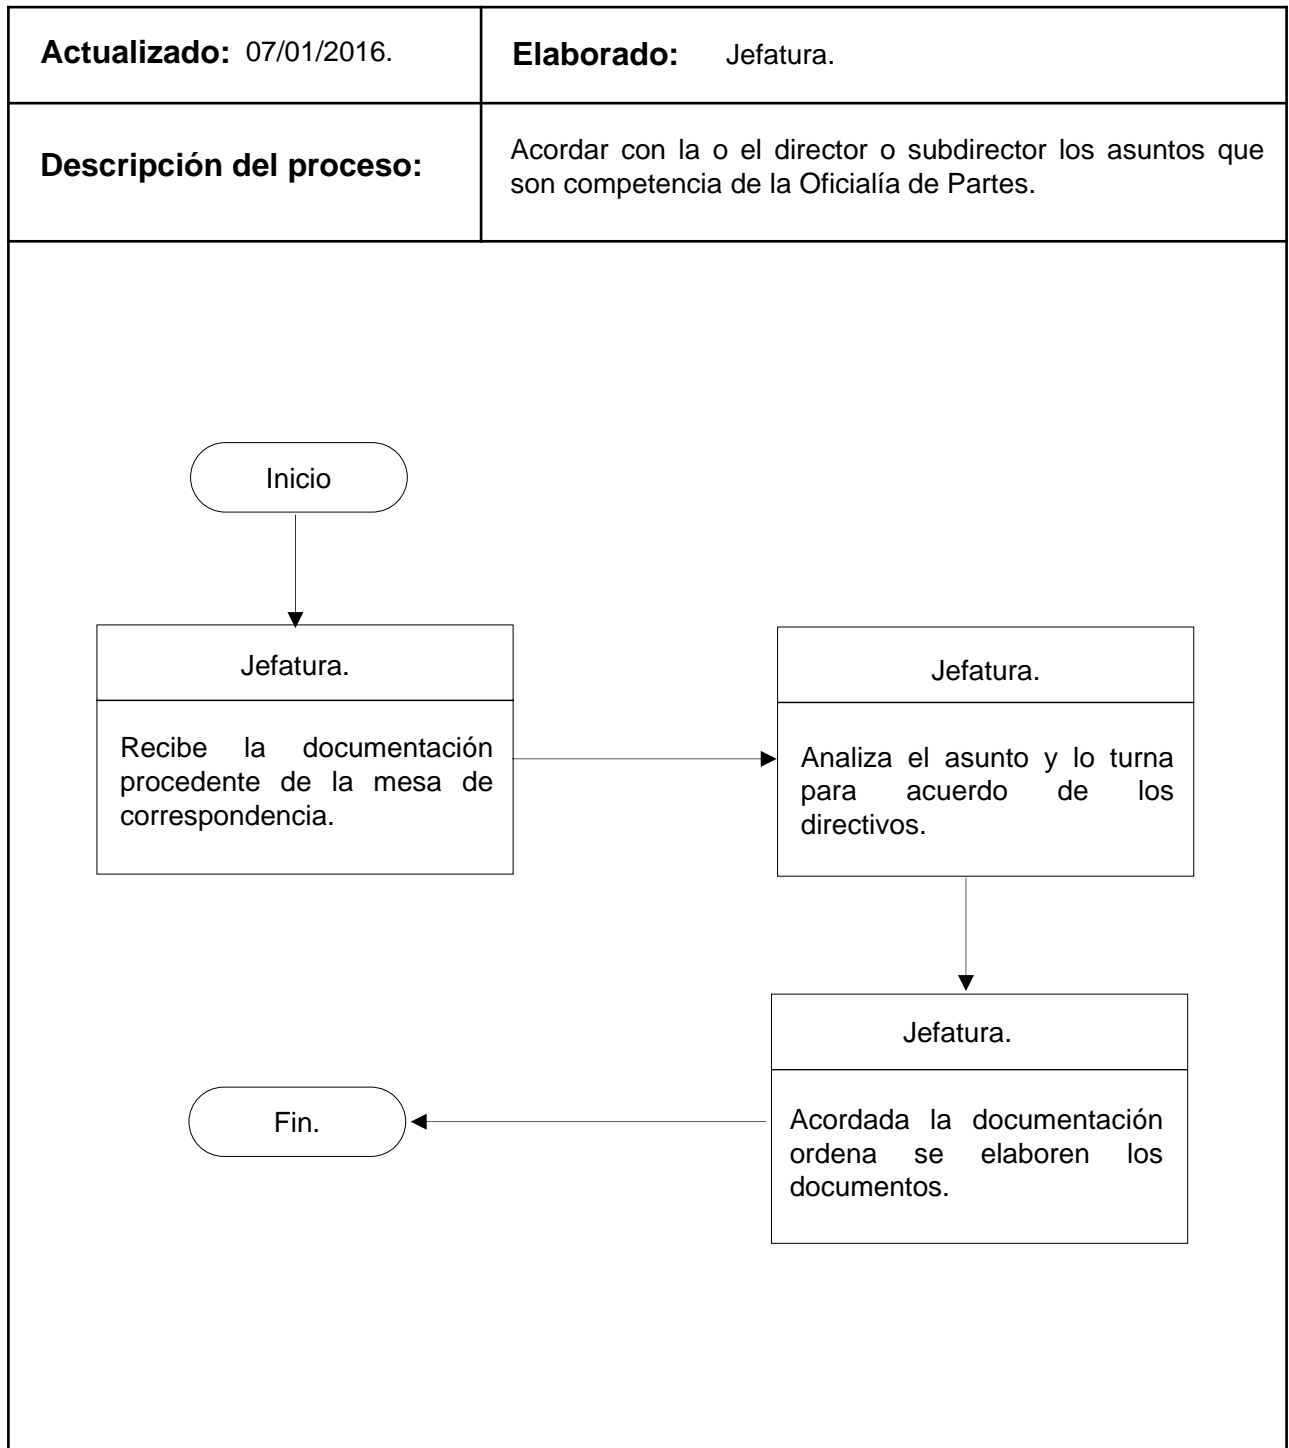 Actualizado: 07/01/2016.
Elaborado: Jefatura.
Descripción del proceso:
Acordar con la o el director o subdirector los asuntos que
son competencia de la Oficialía de Partes.
Inicio
Jefatura.
Recibe la documentación
procedente de la mesa de
correspondencia.
Jefatura.
Analiza el asunto y lo turna
para acuerdo de los
directivos.
Jefatura.
Acordada la documentación
ordena se elaboren los
documentos.
Fin.